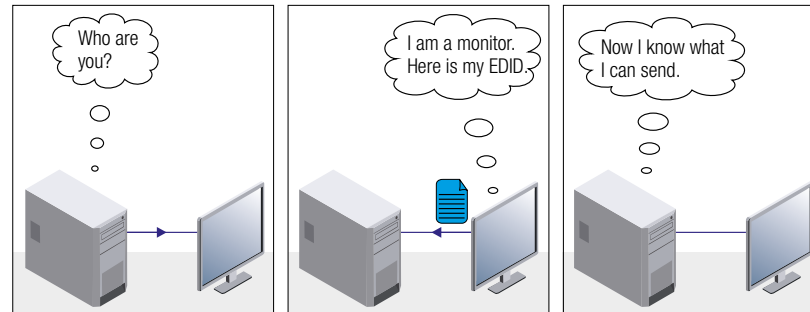 Who are
you?
I am a monitor.
Here is my EDID.
Now I know what
I can send.